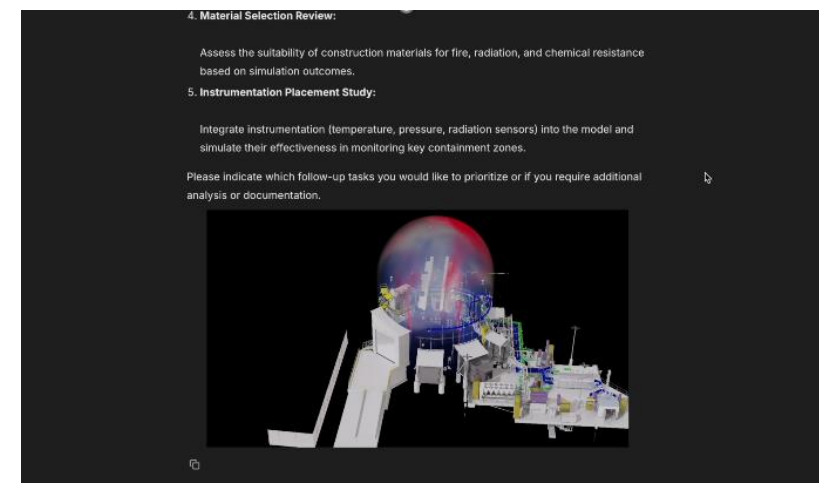 4. Material Selection Review:
Assess the suitability of construction materials for fire, radiation, and chemical resistance
based on simulation outcomes.
5. Instrumentation Placement Study:
Integrate instrumentation (temperature, pressure, radiation sensors) into the model and
simulate their effectiveness in monitoring key containment zones.
Please indicate which follow-up tasks you would like to prioritize or if you require additional
analysis or documentation.